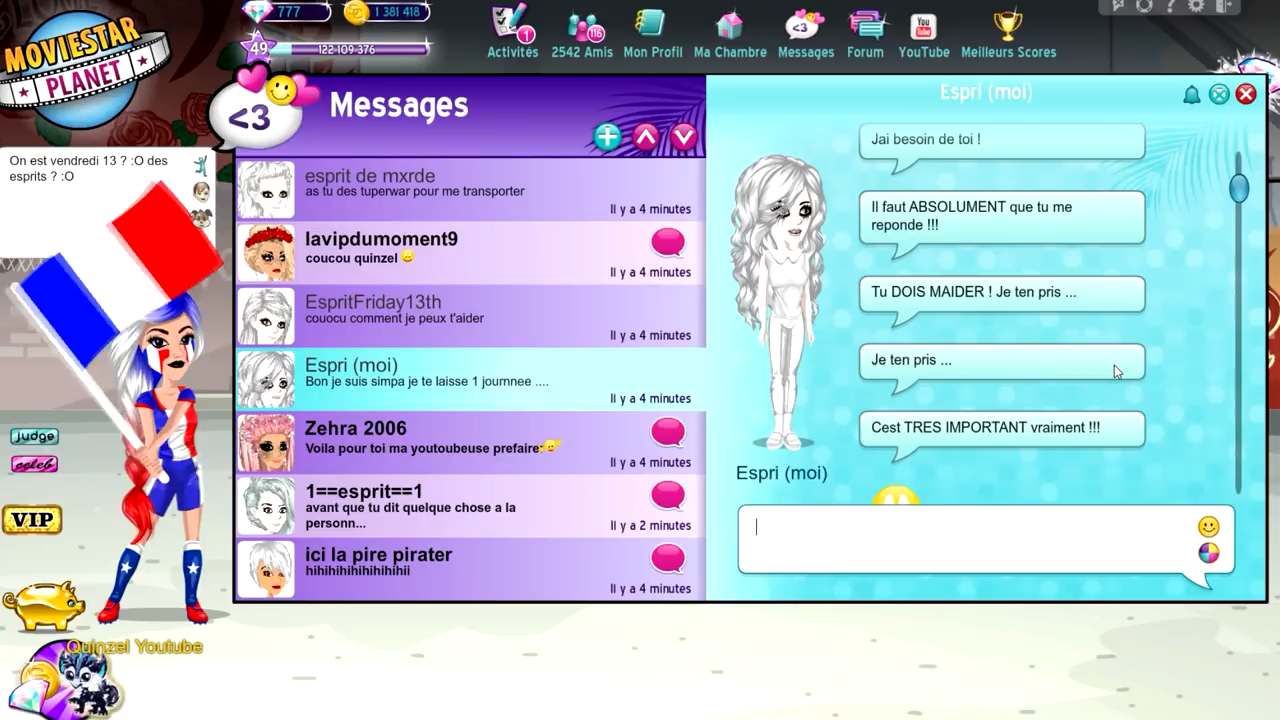 MOVIESTAR
PLANET
777
1 381 418
49
122 109 376
1
116
<3
You
Tube
Activités
2542 Amis
Mon Profil
Ma Chambre
Messages
Forum
YouTube
Meilleurs Scores
On est vendredi 13 ? :O des
esprits ? :O
judge
celeb
VIP
Quinzel Youtube
<3
Messages
esprit de mxrde
as tu des tuperwar pour me transporter
Il y a 4 minutes
lavipdumoment9
coucou quinzel
Il y a 4 minutes
EspritFriday13th
couocu comment je peux t'aider
Il y a 4 minutes
Espri (moi)
Bon je suis simpa je te laisse 1 journnee ....
Il y a 4 minutes
Zehra 2006
Voila pour toi ma youtoubeuse prefaire
Il y a 4 minutes
1==esprit==1
avant que tu dit quelque chose a la
personn...
Il y a 2 minutes
ici la pire pirater
hihihihihihihihihii
Il y a 4 minutes
Espri (moi)
Jai besoin de toi !
Il faut ABSOLUMENT que tu me
reponde !!!
Tu DOIS MAIDER ! Je ten pris ...
Je ten pris ...
Cest TRES IMPORTANT vraiment !!!
Espri (moi)